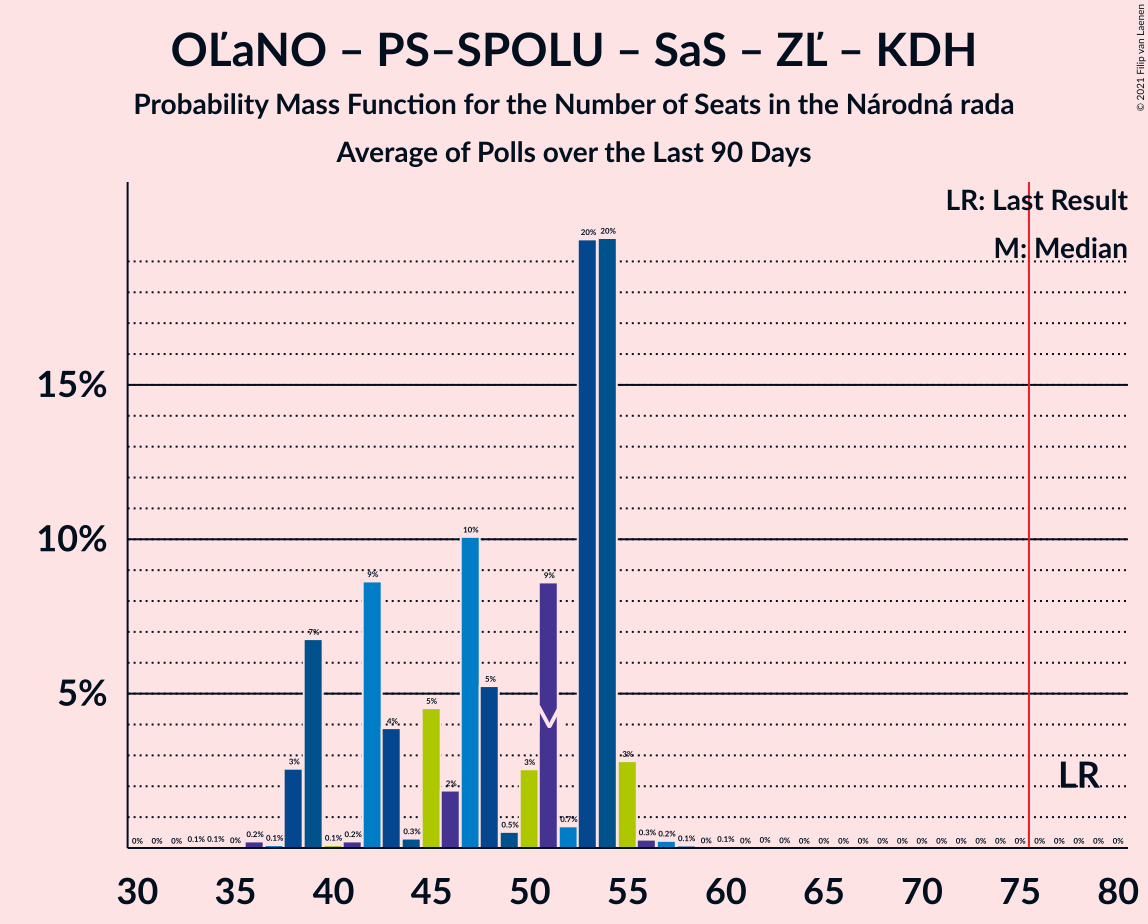 OĽaNO – PS–SPOLU – SaS – ZĽ – KDH
Probability Mass Function for the Number of Seats in the Národná rada
Average of Polls over the Last 90 Days
© 2021 Filip van Laenen
LR: Last Result
M: Median
15%
10%
5%
0% 0% 0% 0.1% 0.1% 0% 0.2% 0.1% 3% 7% 0.1% 0.2% 9% 4% 0.3% 5% 2% 10% 5% 0.5% 3% 9% 0.7% 20% 20% 3% 0.3% 0.2% 0.1% 0% 0.1% 0% 0% 0% 0% 0% 0% 0% 0% 0% 0% 0% 0% 0% 0% 0% 0% 0% 0% 0% 0%
LR
30 35 40 45 50 55 60 65 70 75 80